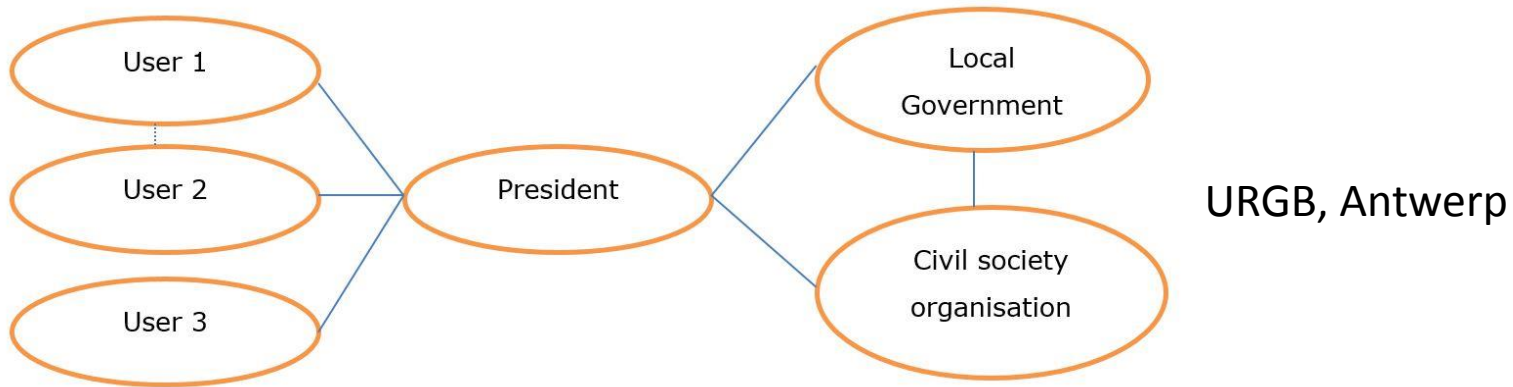 User 1
User 2
User 3
President
Local
Government
Civil society
organisation
URGB, Antwerp